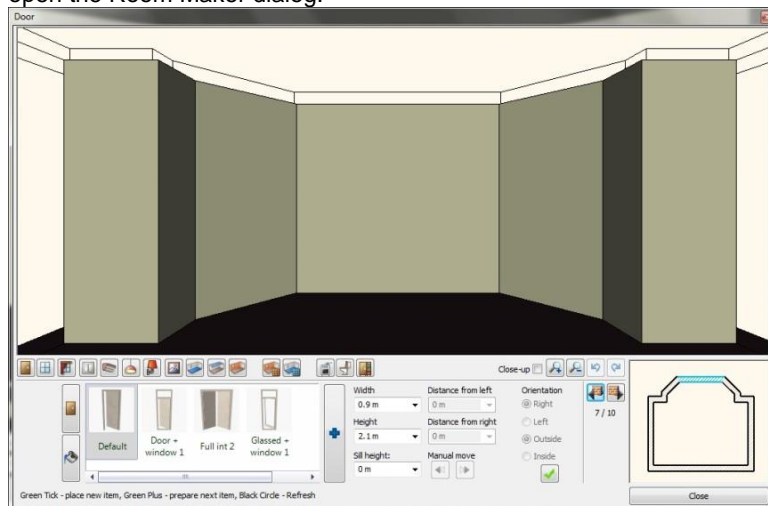 open the Room Maker dialog.
Door
Close-up
Width
Distance from left
Orientation
0.9 m
0 m
Right
Height
Distance from right
Left
2.1 m
0 m
Outside
Sill height:
Manual move
Inside
0 m
7 / 10
Default
Door +
window 1
Full int 2
Glassed +
window 1
Green Tick - place new item, Green Plus - prepare next item, Black Circle - Refresh
Close